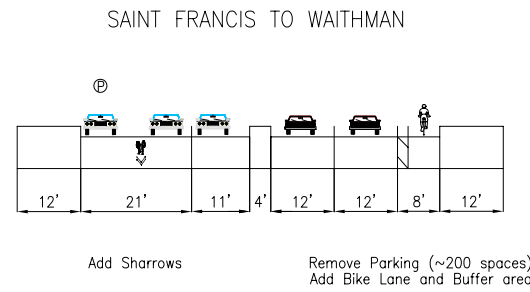 SAINT FRANCIS TO WAITHMAN
P
12' 21' 11' 4' 12' 12' 8' 12'
Add Sharrows
Remove Parking (~200 spaces)
Add Bike Lane and Buffer area